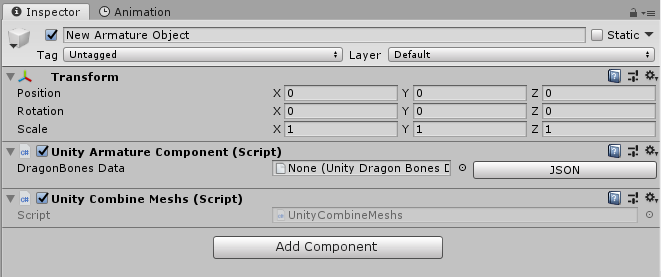 Inspector Animation
New Armature Object Static
Tag Untagged Layer Default
Transform
Position X 0 Y 0 Z 0
Rotation X 0 Y 0 Z 0
Scale X 1 Y 1 Z 1
Unity Armature Component (Script)
DragonBones Data None (Unity Dragon Bones D JSON
Unity Combine Meshs (Script)
Script UnityCombineMeshs
Add Component